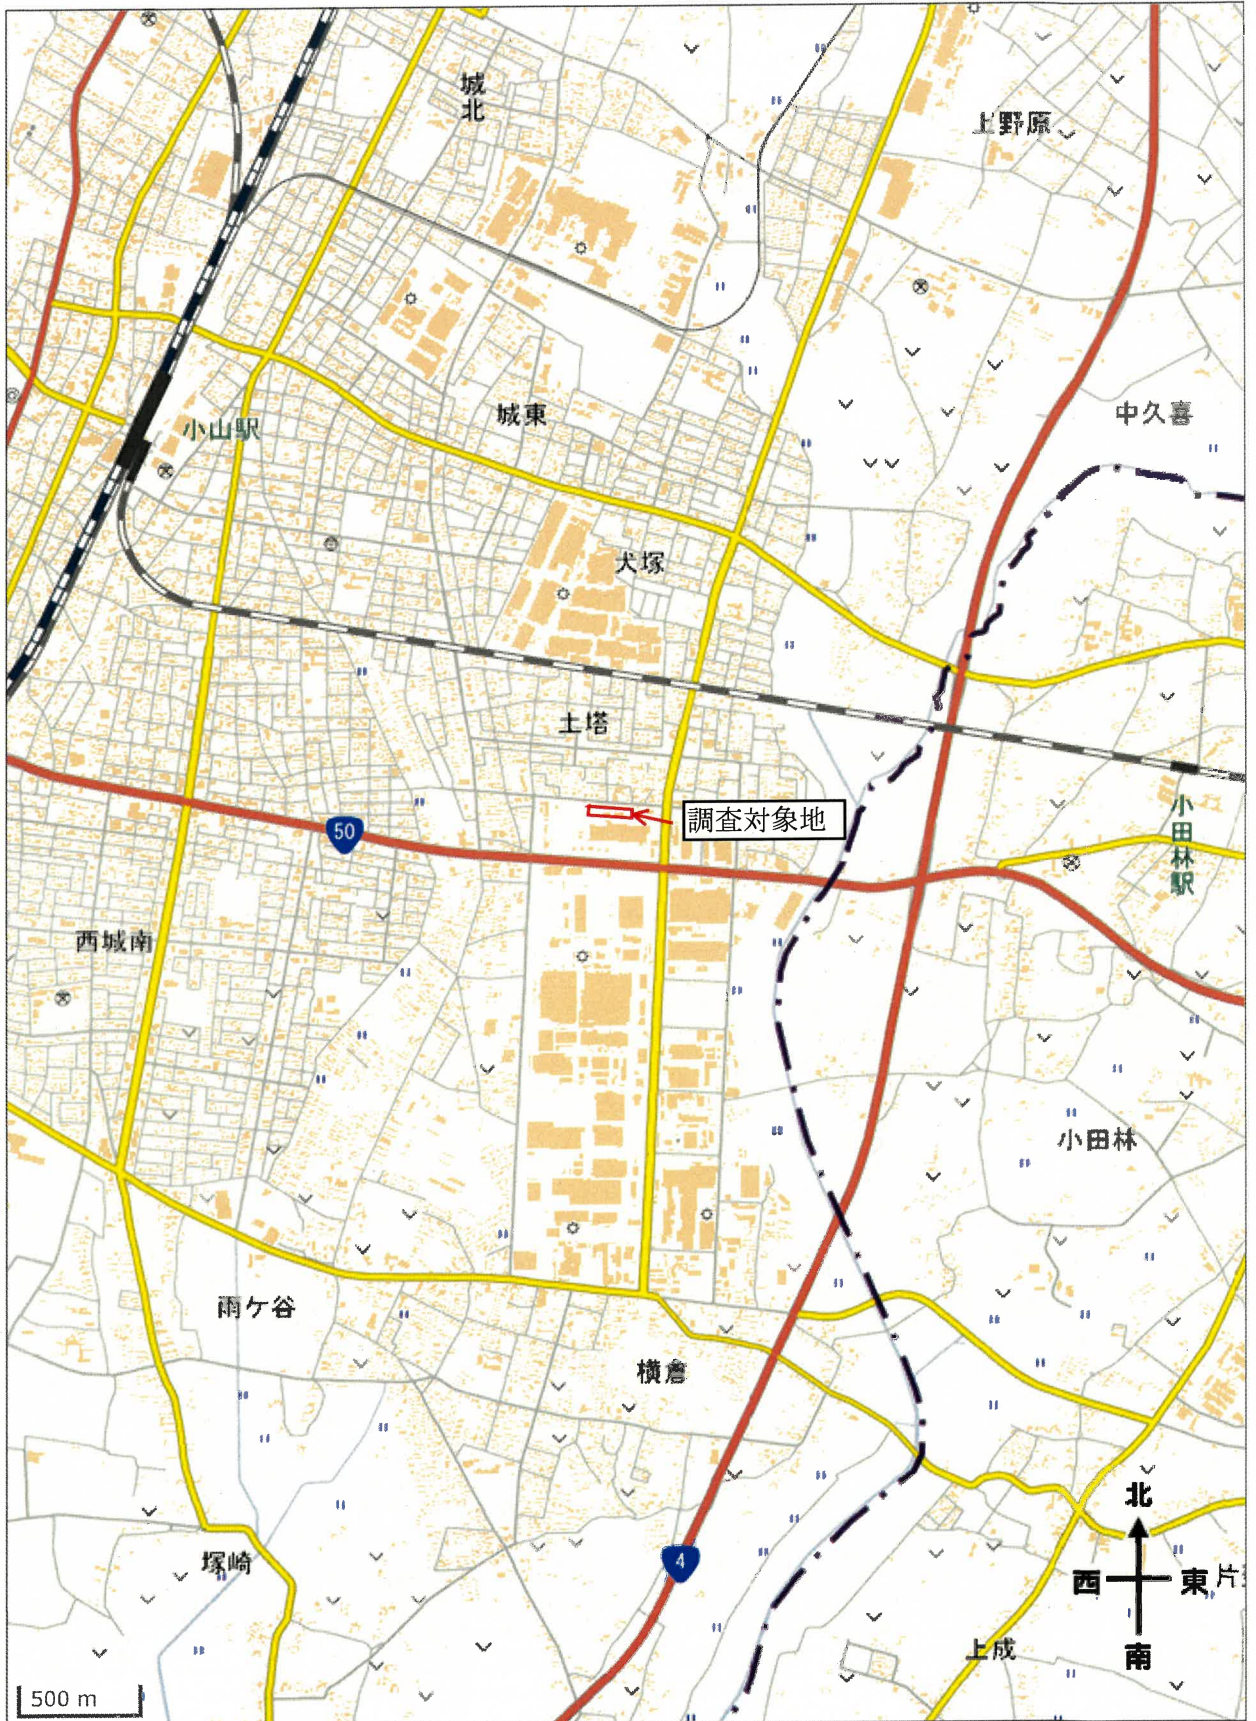 城北
上野原
中久喜
城東
小山駅
犬塚
土塔
調査対象地
小田林駅
50
西城南
小田林
雨ケ谷
横倉
北
4
塚崎
西
東
片
上成
南
500 m